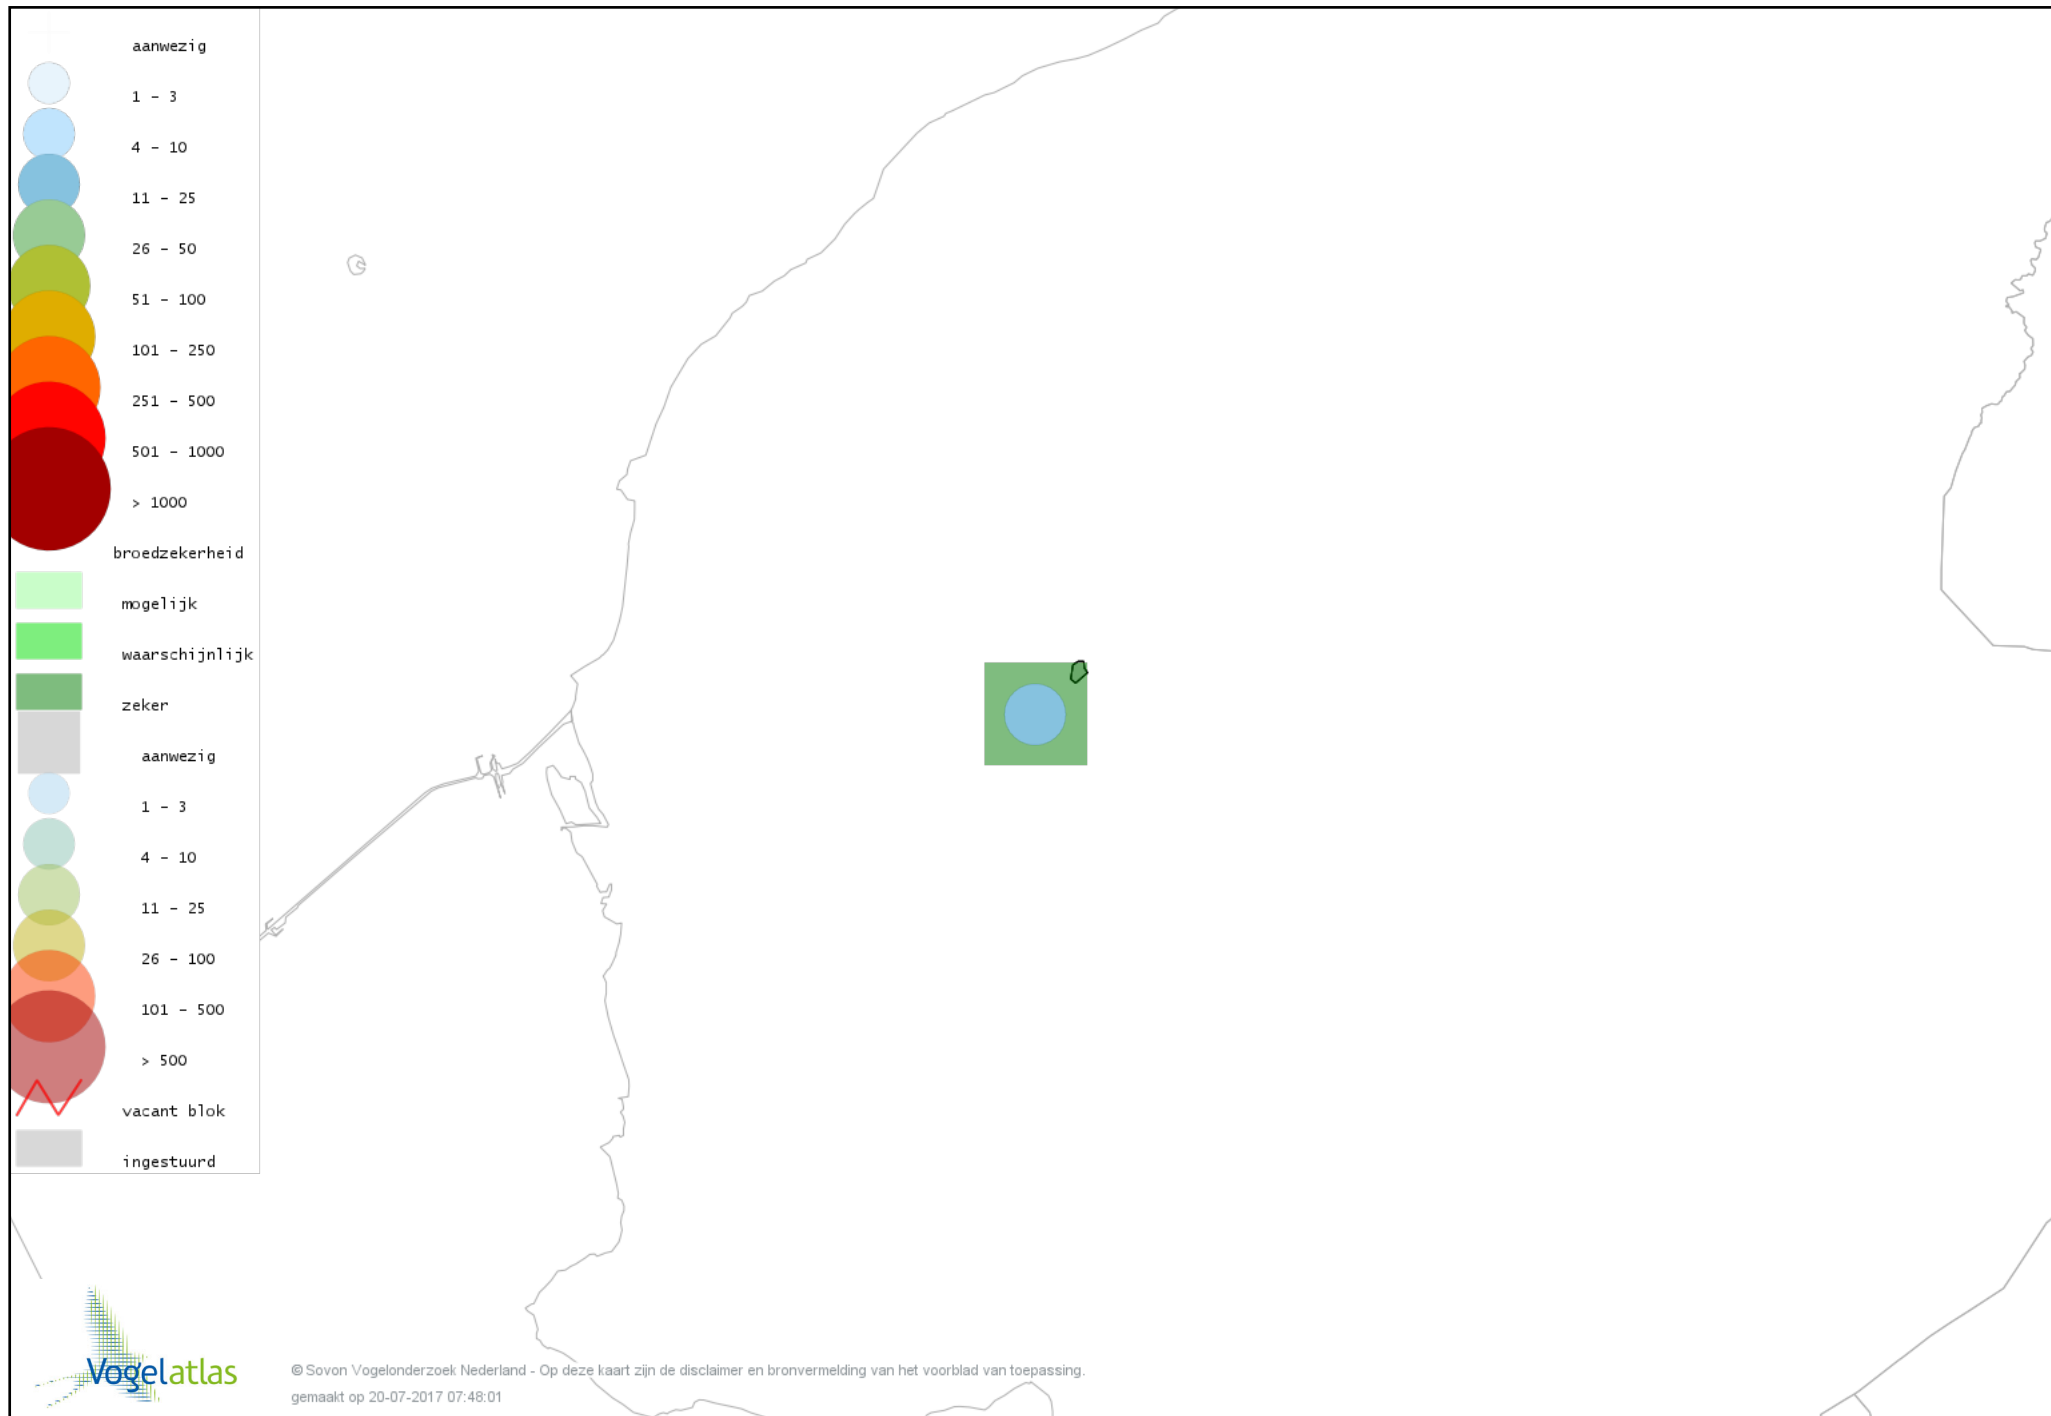 aanwezig
1 - 3
4 - 10
11 - 25
26 - 50
51 - 100
101 - 250
251 - 500
501 - 1000
> 1000
broedzekerheid
mogelijk
waarschijnlijk
zeker
aanwezig
1 - 3
4 - 10
11 - 25
26 - 100
101 - 500
> 500
vacant blok
ingestuurd
Vogelatlas
© Sovon Vogelonderzoek Nederland - Op deze kaart zijn de disclaimer en bronvermelding van het voorblad van toepassing.
gemaakt op 20-07-2017 07:48:01